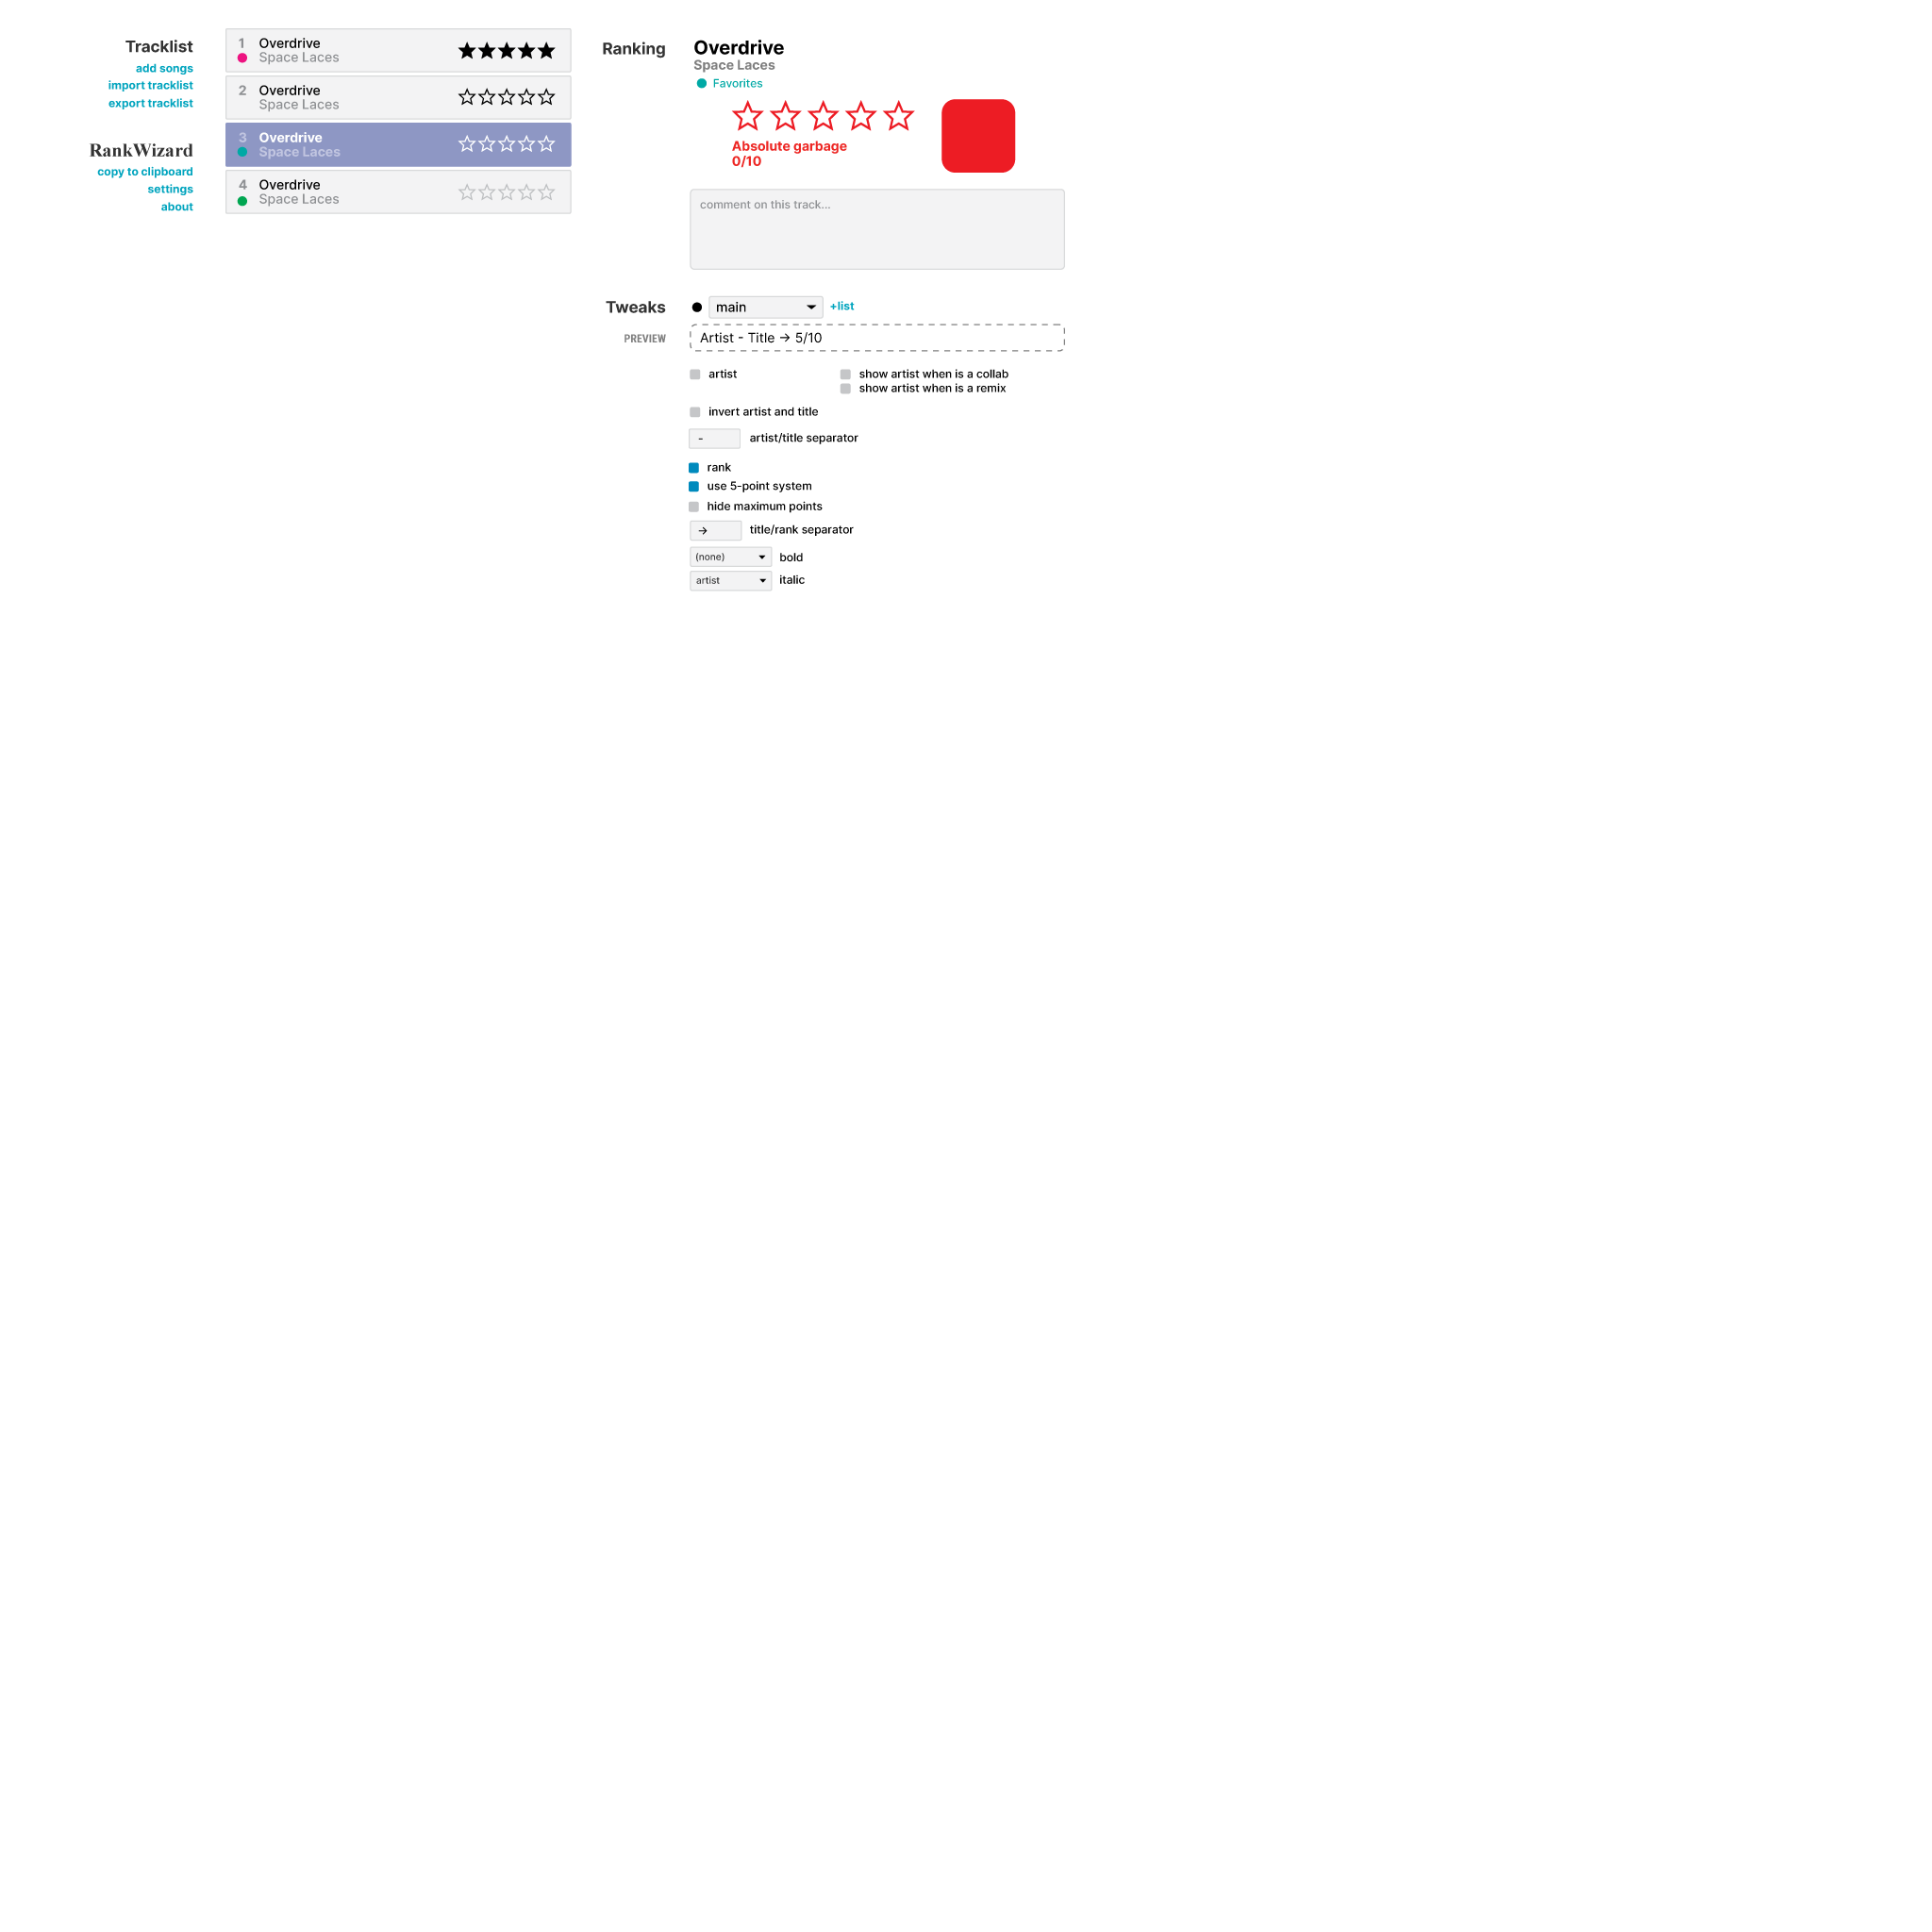 Tracklist
add songs
import tracklist
export tracklist
RankWizard
copy to clipboard
settings
about
1 Overdrive
Space Laces
2 Overdrive
Space Laces
3 Overdrive
Space Laces
4 Overdrive
Space Laces
Ranking
Overdrive
Space Laces
Favorites
Absolute garbage
0/10
comment on this track...
Tweaks
main
+list
PREVIEW
Artist - Title → 5/10
artist
show artist when is a collab
show artist when is a remix
invert artist and title
- artist/title separator
rank
use 5-point system
hide maximum points
→ title/rank separator
(none) bold
artist italic